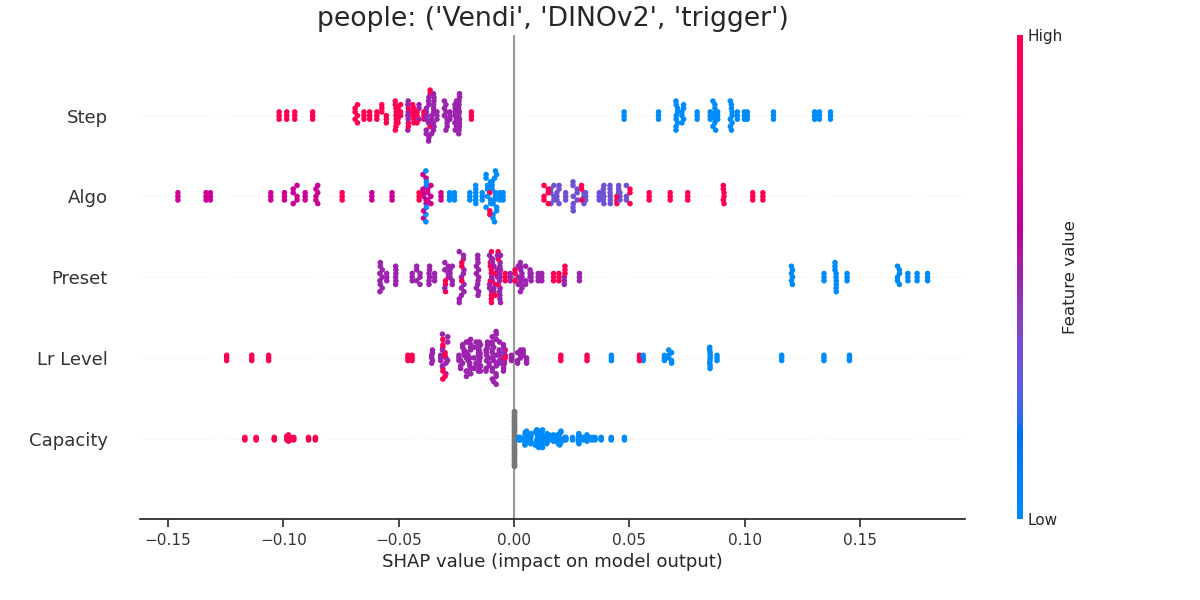 people: ('Vendi', 'DINOv2', 'trigger')
High
Step
Algo
Preset
Lr Level
Capacity
Feature value
Low
−0.15
−0.10
−0.05
0.00
0.05
0.10
0.15
SHAP value (impact on model output)